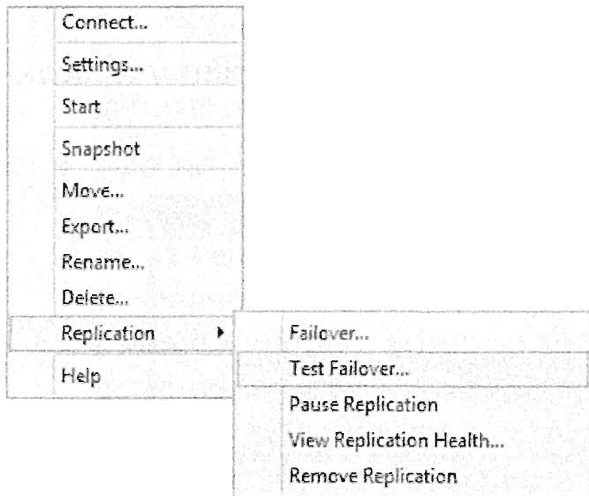 Connect...
Settings...
Start
Snapshot
Move...
Export...
Rename...
Delete...
Replication
Help
Failover...
Test Failover...
Pause Replication
View Replication Health...
Remove Replication